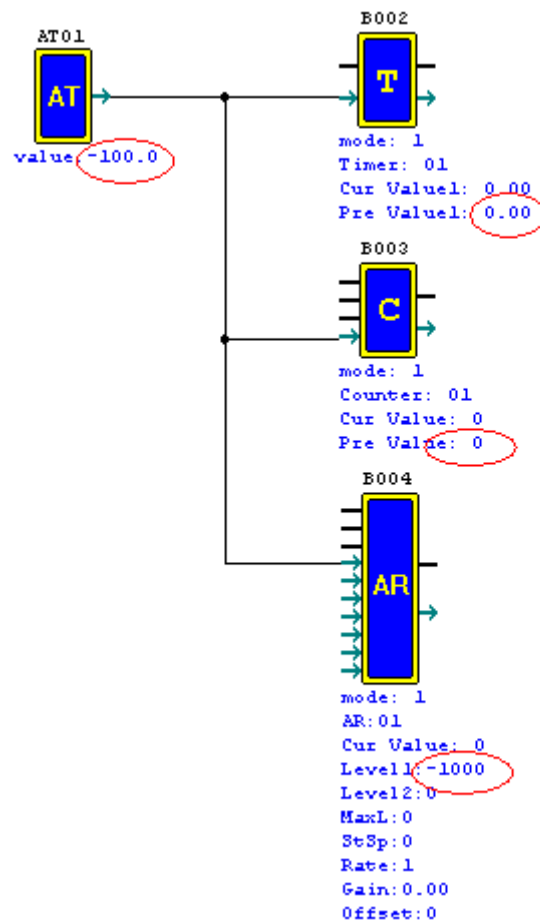 B002
AT01
T
AT
mode: 1
value:-100.0
Timer: 01
Cur Value1: 0.00
Pre Value1: 0.00
B003
C
mode: 1
Counter: 01
Cur Value: 0
Pre Value: 0
B004
AR
mode: 1
AR:01
Cur Value: 0
Level1:-1000
Level2:0
MaxL:0
StSp:0
Rate:1
Gain:0.00
Offset:0